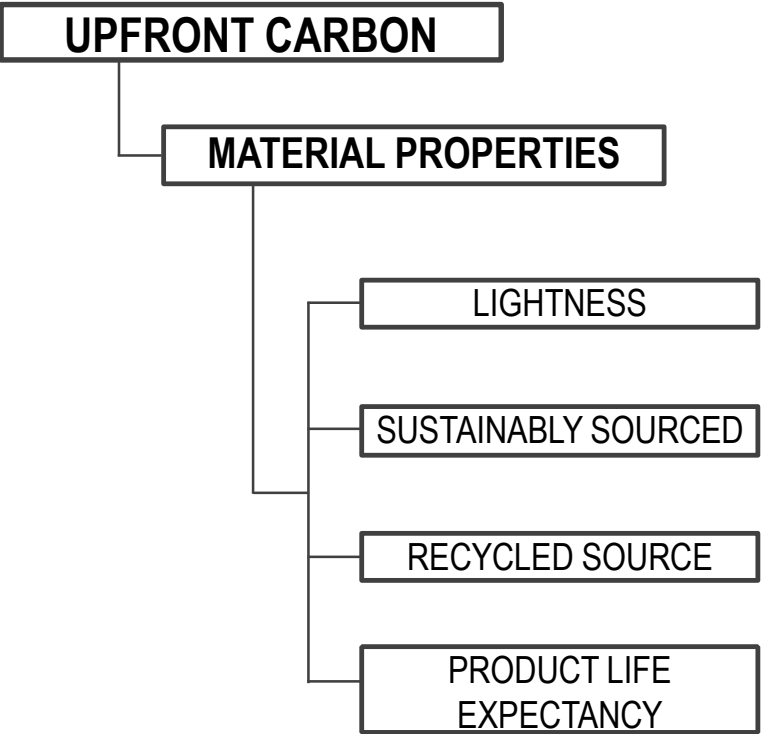 UPFRONT CARBON
MATERIAL PROPERTIES
LIGHTNESS
SUSTAINABLY SOURCED
RECYCLED SOURCE
PRODUCT LIFE
EXPECTANCY